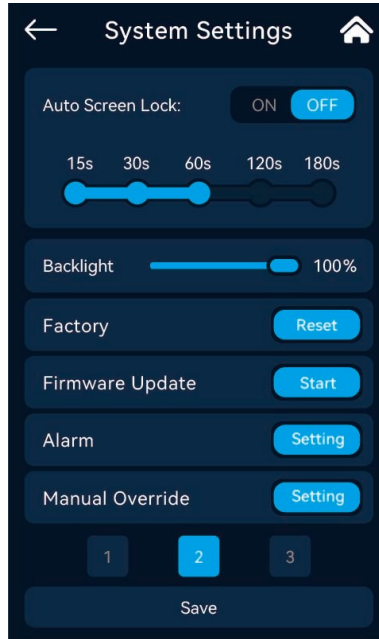 System Settings
Auto Screen Lock: ON OFF
15s 30s 60s 120s 180s
Backlight 100%
Factory Reset
Firmware Update Start
Alarm Setting
Manual Override Setting
1 2 3
Save